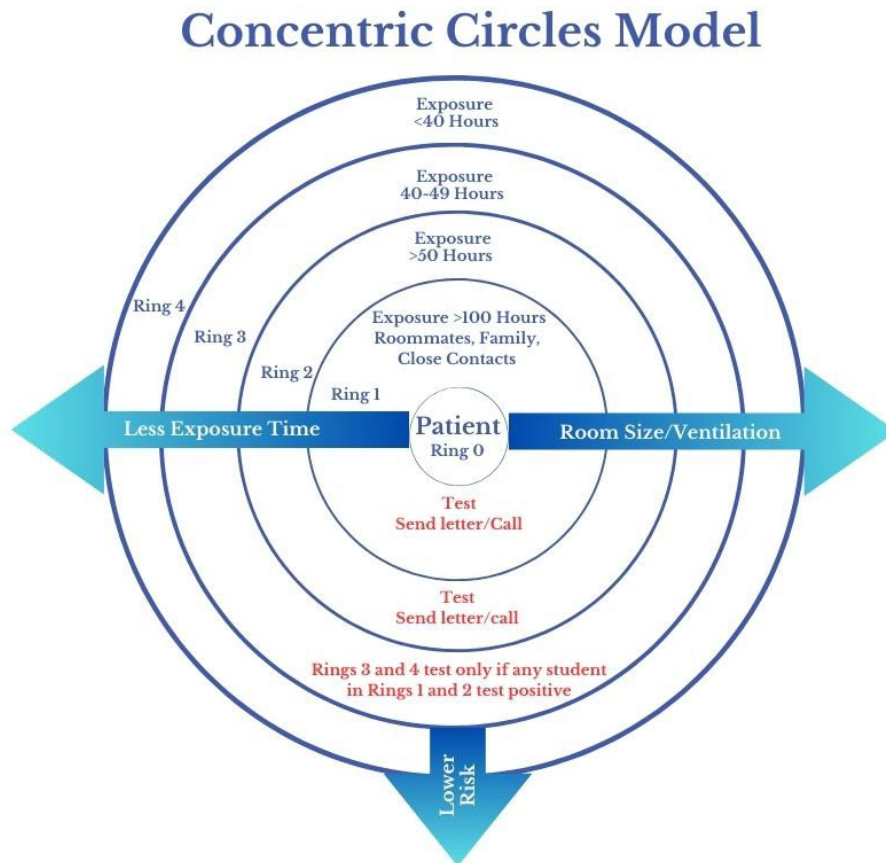 Concentric Circles Model
Exposure
<40 Hours
Exposure
40-49 Hours
Exposure
>50 Hours
Ring 4
Exposure >100 Hours
Roommates, Family,
Close Contacts
Ring 3
Ring 2
Ring 1
Less Exposure Time
Patient
Ring 0
Room Size/Ventilation
Test
Send letter/Call
Test
Send letter/call
Rings 3 and 4 test only if any student
in Rings 1 and 2 test positive
Lower
Risk